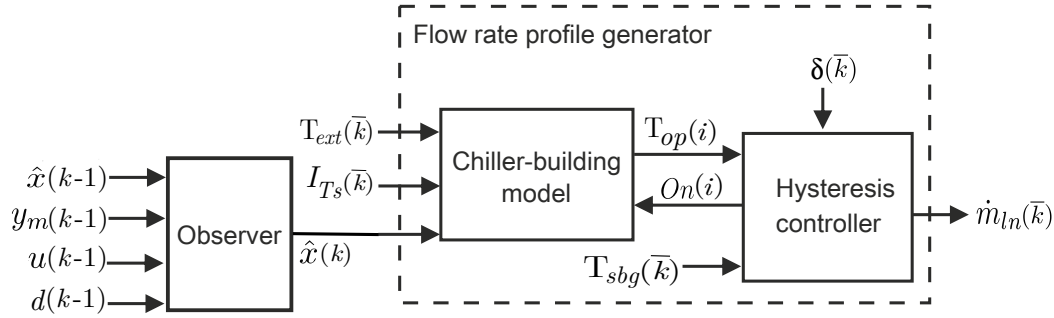 Flow rate profile generator
δ(k̅)
T_ext(k̅)
I_Ts(k̅)
Chiller-building
model
T_op(i)
On(i)
Hysteresis
controller
ṁ_ln(k̅)
T_sbg(k̅)
x̂(k-1)
y_m(k-1)
u(k-1)
d(k-1)
Observer
x̂(k)